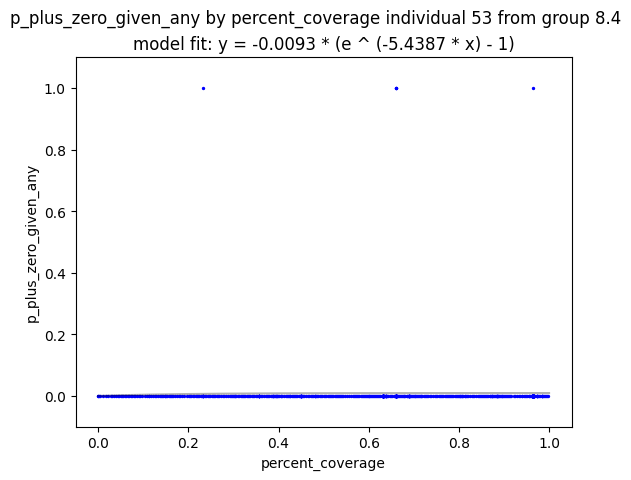 p_plus_zero_given_any by percent_coverage individual 53 from group 8.4
model fit: y = -0.0093 * (e ^ (-5.4387 * x) - 1)
1.0
0.8
0.6
0.4
0.2
0.0
p_plus_zero_given_any
0.0 0.2 0.4 0.6 0.8 1.0
percent_coverage